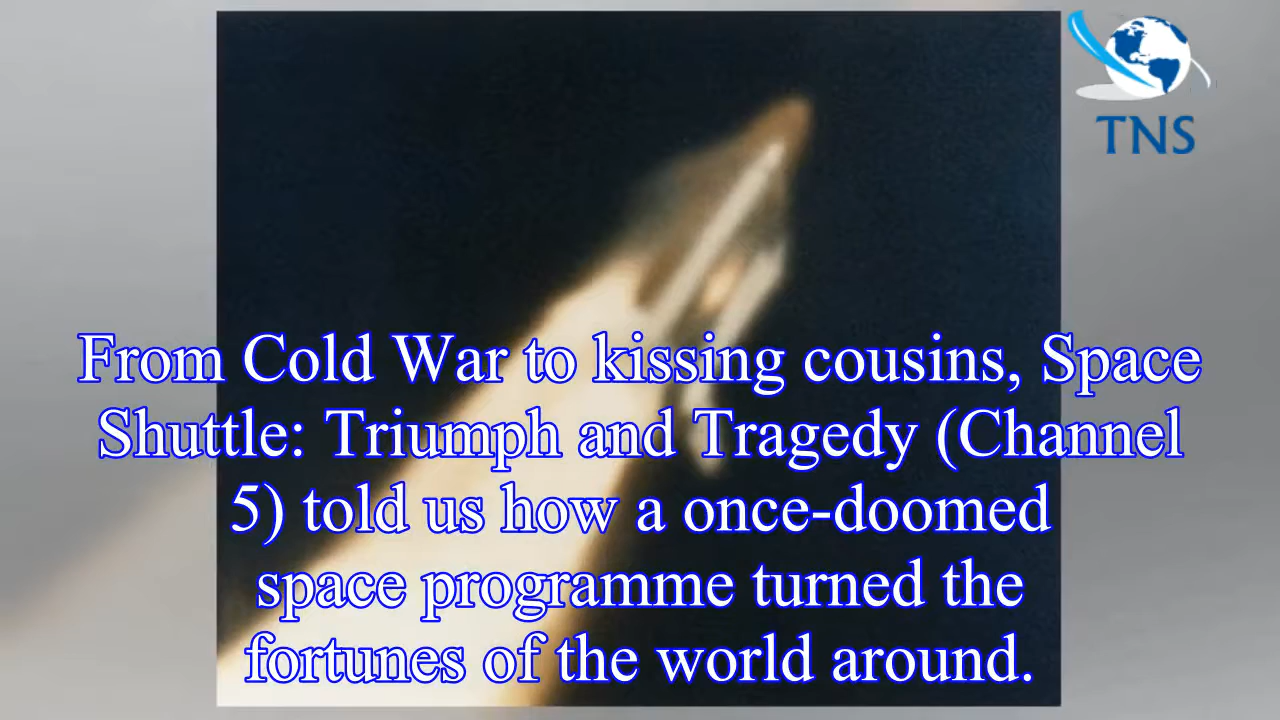 TNS
From Cold War to kissing cousins, Space
Shuttle: Triumph and Tragedy (Channel
5) told us how a once-doomed
space programme turned the
fortunes of the world around.